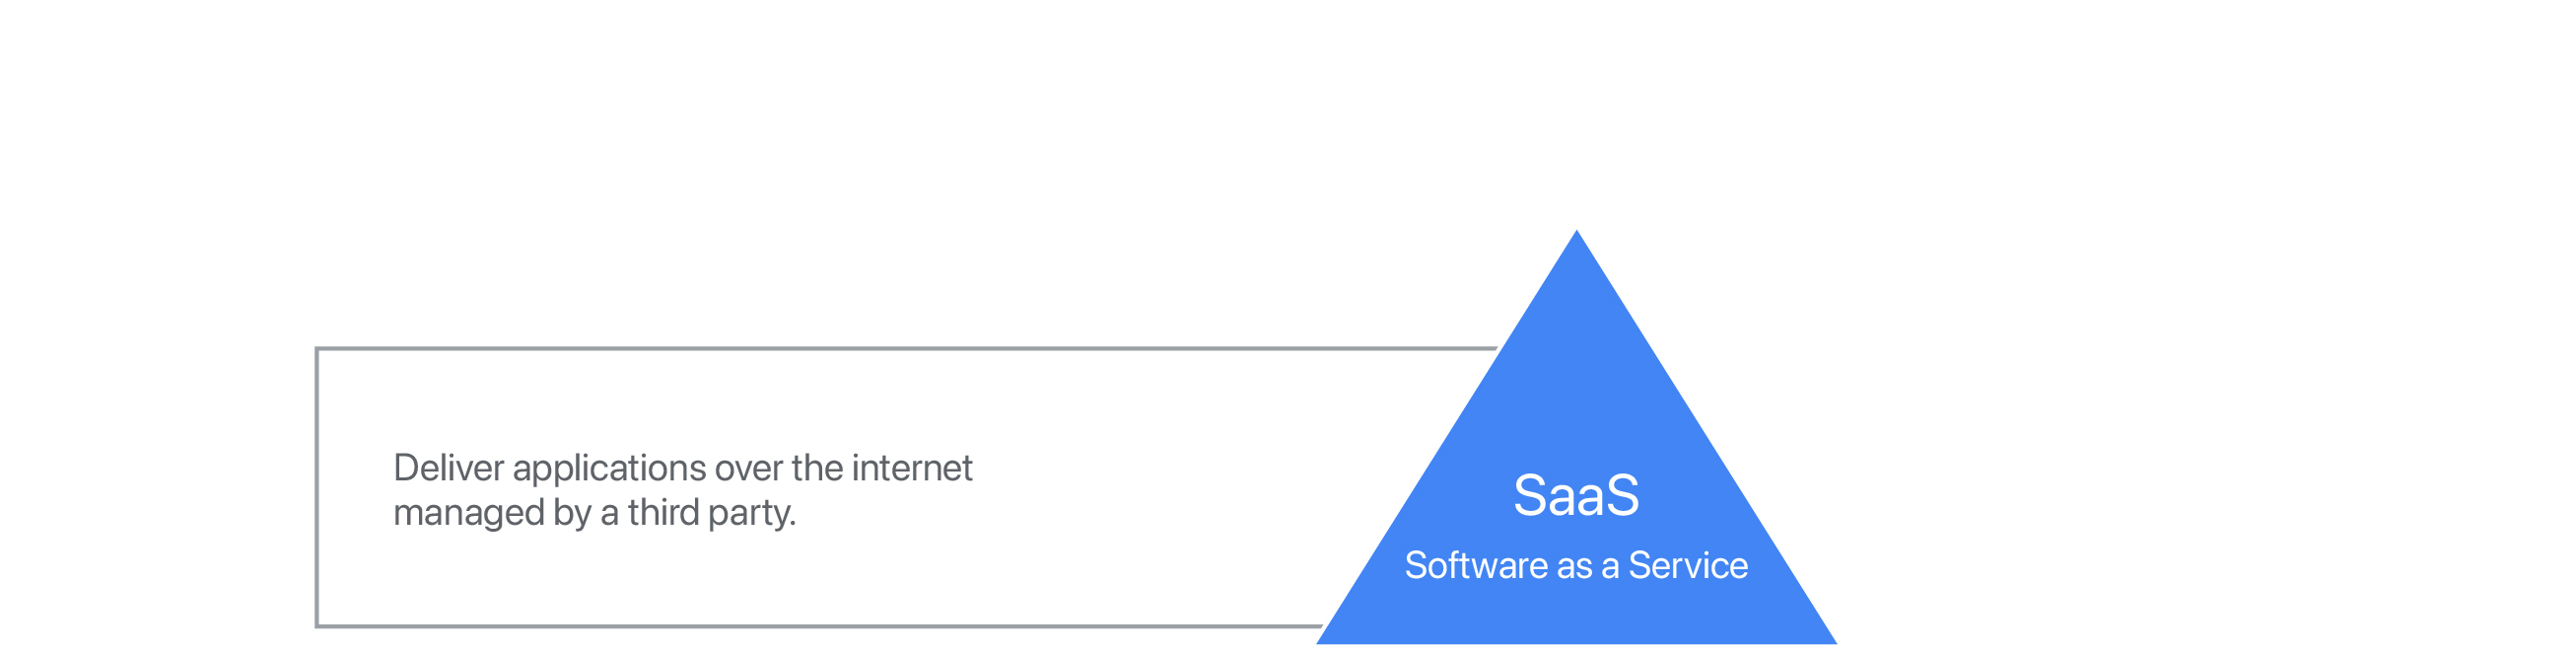 Deliver applications over the internet
managed by a third party.
SaaS
Software as a Service